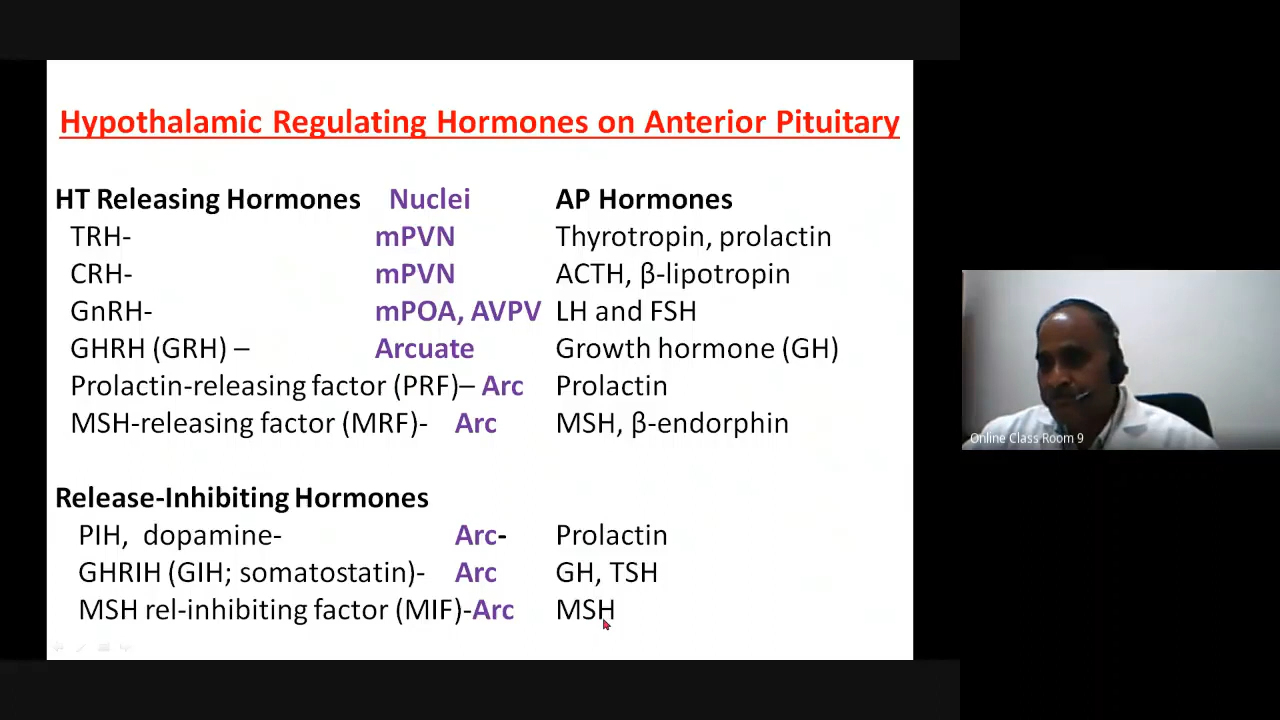 Hypothalamic Regulating Hormones on Anterior Pituitary
HT Releasing Hormones Nuclei AP Hormones
TRH- mPVN Thyrotropin, prolactin
CRH- mPVN ACTH, β-lipotropin
GnRH- mPOA, AVPV LH and FSH
GHRH (GRH) – Arcuate Growth hormone (GH)
Prolactin-releasing factor (PRF)– Arc Prolactin
MSH-releasing factor (MRF)- Arc MSH, β-endorphin
Release-Inhibiting Hormones
PIH, dopamine- Arc- Prolactin
GHRIH (GIH; somatostatin)- Arc GH, TSH
MSH rel-inhibiting factor (MIF)-Arc MSH
Online Class Room 9